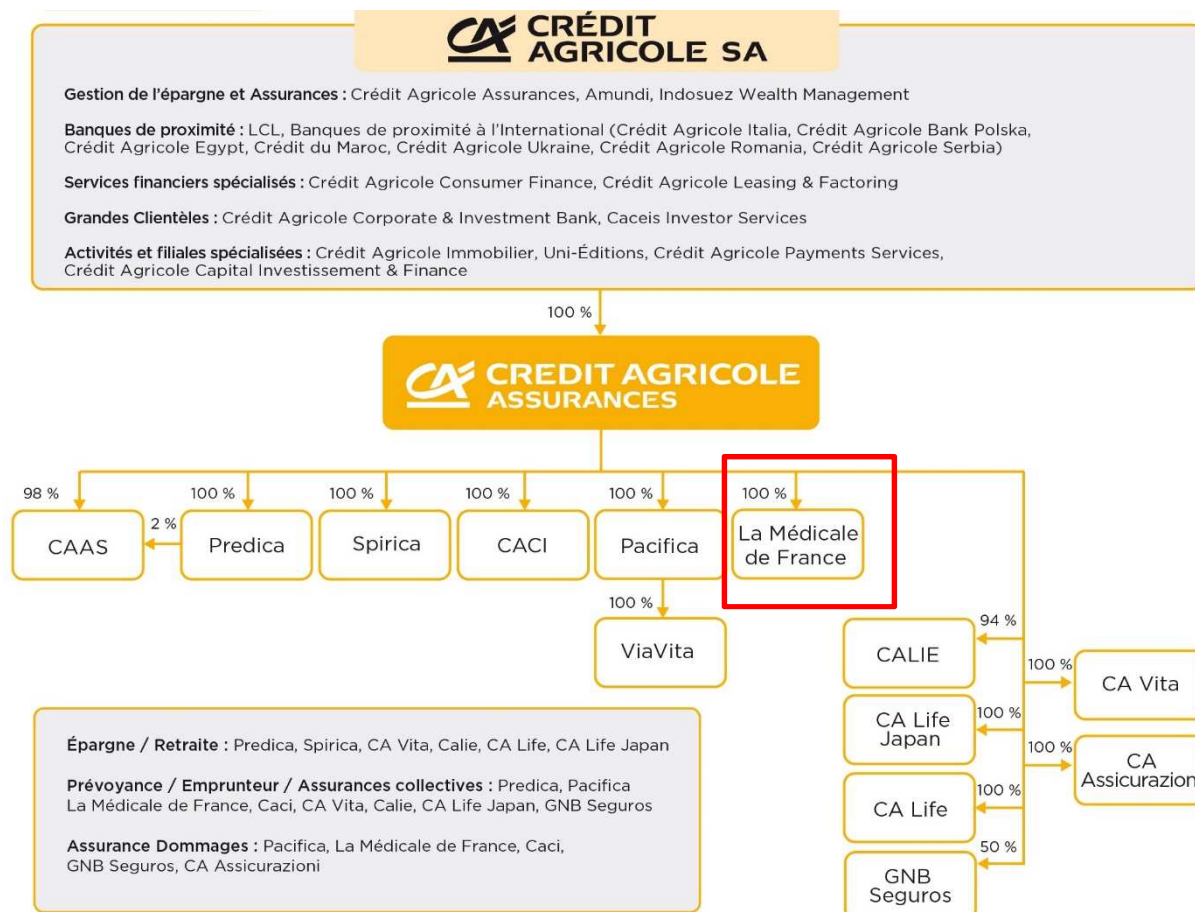 CRÉDIT
AGRICOLE SA
Gestion de l'épargne et Assurances : Crédit Agricole Assurances, Amundi, Indosuez Wealth Management
Banques de proximité : LCL, Banques de proximité à l'International (Crédit Agricole Italia, Crédit Agricole Bank Polska,
Crédit Agricole Egypt, Crédit du Maroc, Crédit Agricole Ukraine, Crédit Agricole Romania, Crédit Agricole Serbia)
Services financiers spécialisés : Crédit Agricole Consumer Finance, Crédit Agricole Leasing & Factoring
Grandes Clientèles : Crédit Agricole Corporate & Investment Bank, Caceis Investor Services
Activités et filiales spécialisées : Crédit Agricole Immobilier, Uni-Éditions, Crédit Agricole Payments Services,
Crédit Agricole Capital Investissement & Finance
100 %
CREDIT AGRICOLE
ASSURANCES
98 %
100 %
100 %
100 %
100 %
100 %
CAAS
2 %
Predica
Spirica
CACI
Pacifica
La Médicale
de France
100 %
ViaVita
94 %
CALIE
100 %
CA Vita
100 %
CA Life
Japan
100 %
CA
Assicurazion
100 %
CA Life
50 %
GNB
Seguros
Épargne / Retraite : Predica, Spirica, CA Vita, Calie, CA Life, CA Life Japan
Prévoyance / Emprunteur / Assurances collectives : Predica, Pacifica
La Médicale de France, Caci, CA Vita, Calie, CA Life Japan, GNB Seguros
Assurance Dommages : Pacifica, La Médicale de France, Caci,
GNB Seguros, CA Assicurazioni